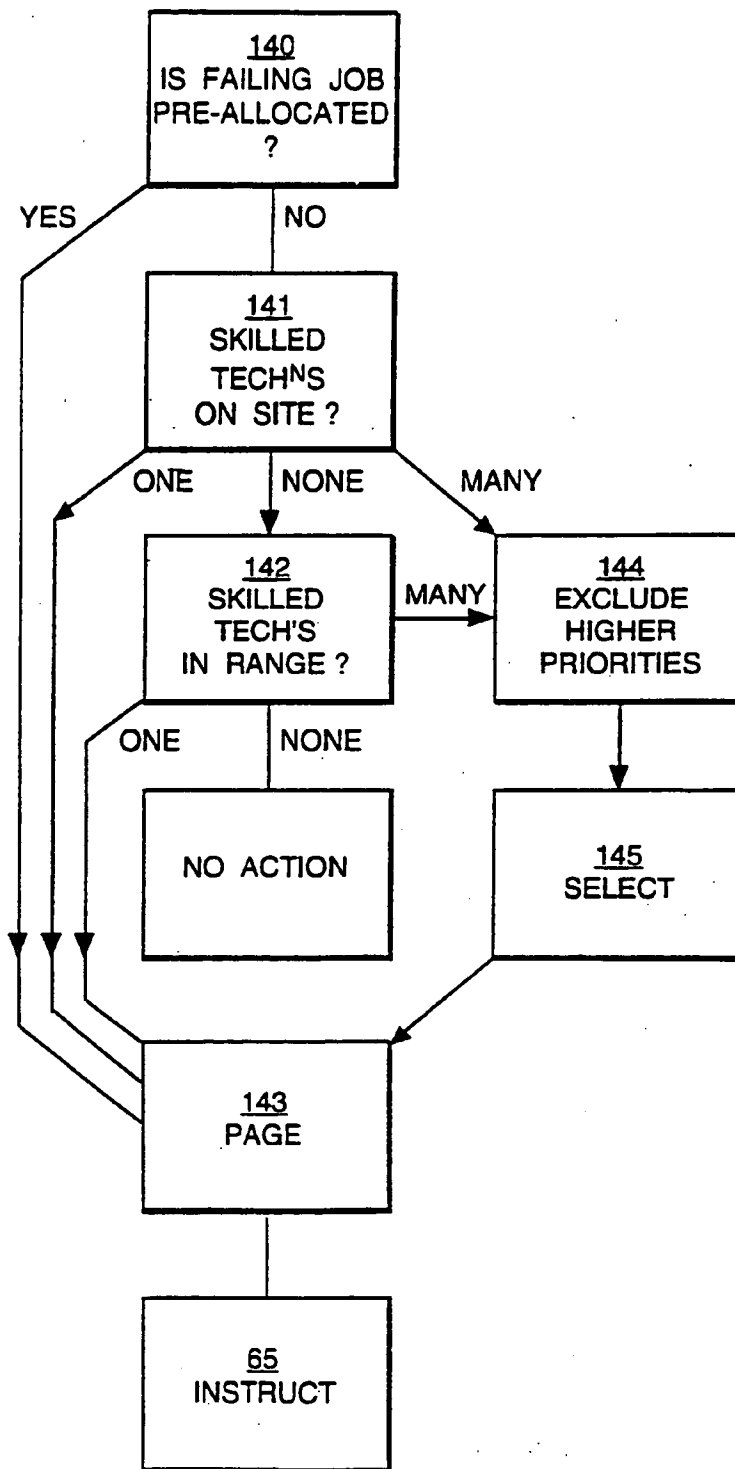 140
IS FAILING JOB
PRE-ALLOCATED
?
YES
NO
141
SKILLED
TECHᴺS
ON SITE ?
ONE
NONE
MANY
142
SKILLED
TECH'S
IN RANGE ?
MANY
144
EXCLUDE
HIGHER
PRIORITIES
ONE
NONE
NO ACTION
145
SELECT
143
PAGE
65
INSTRUCT